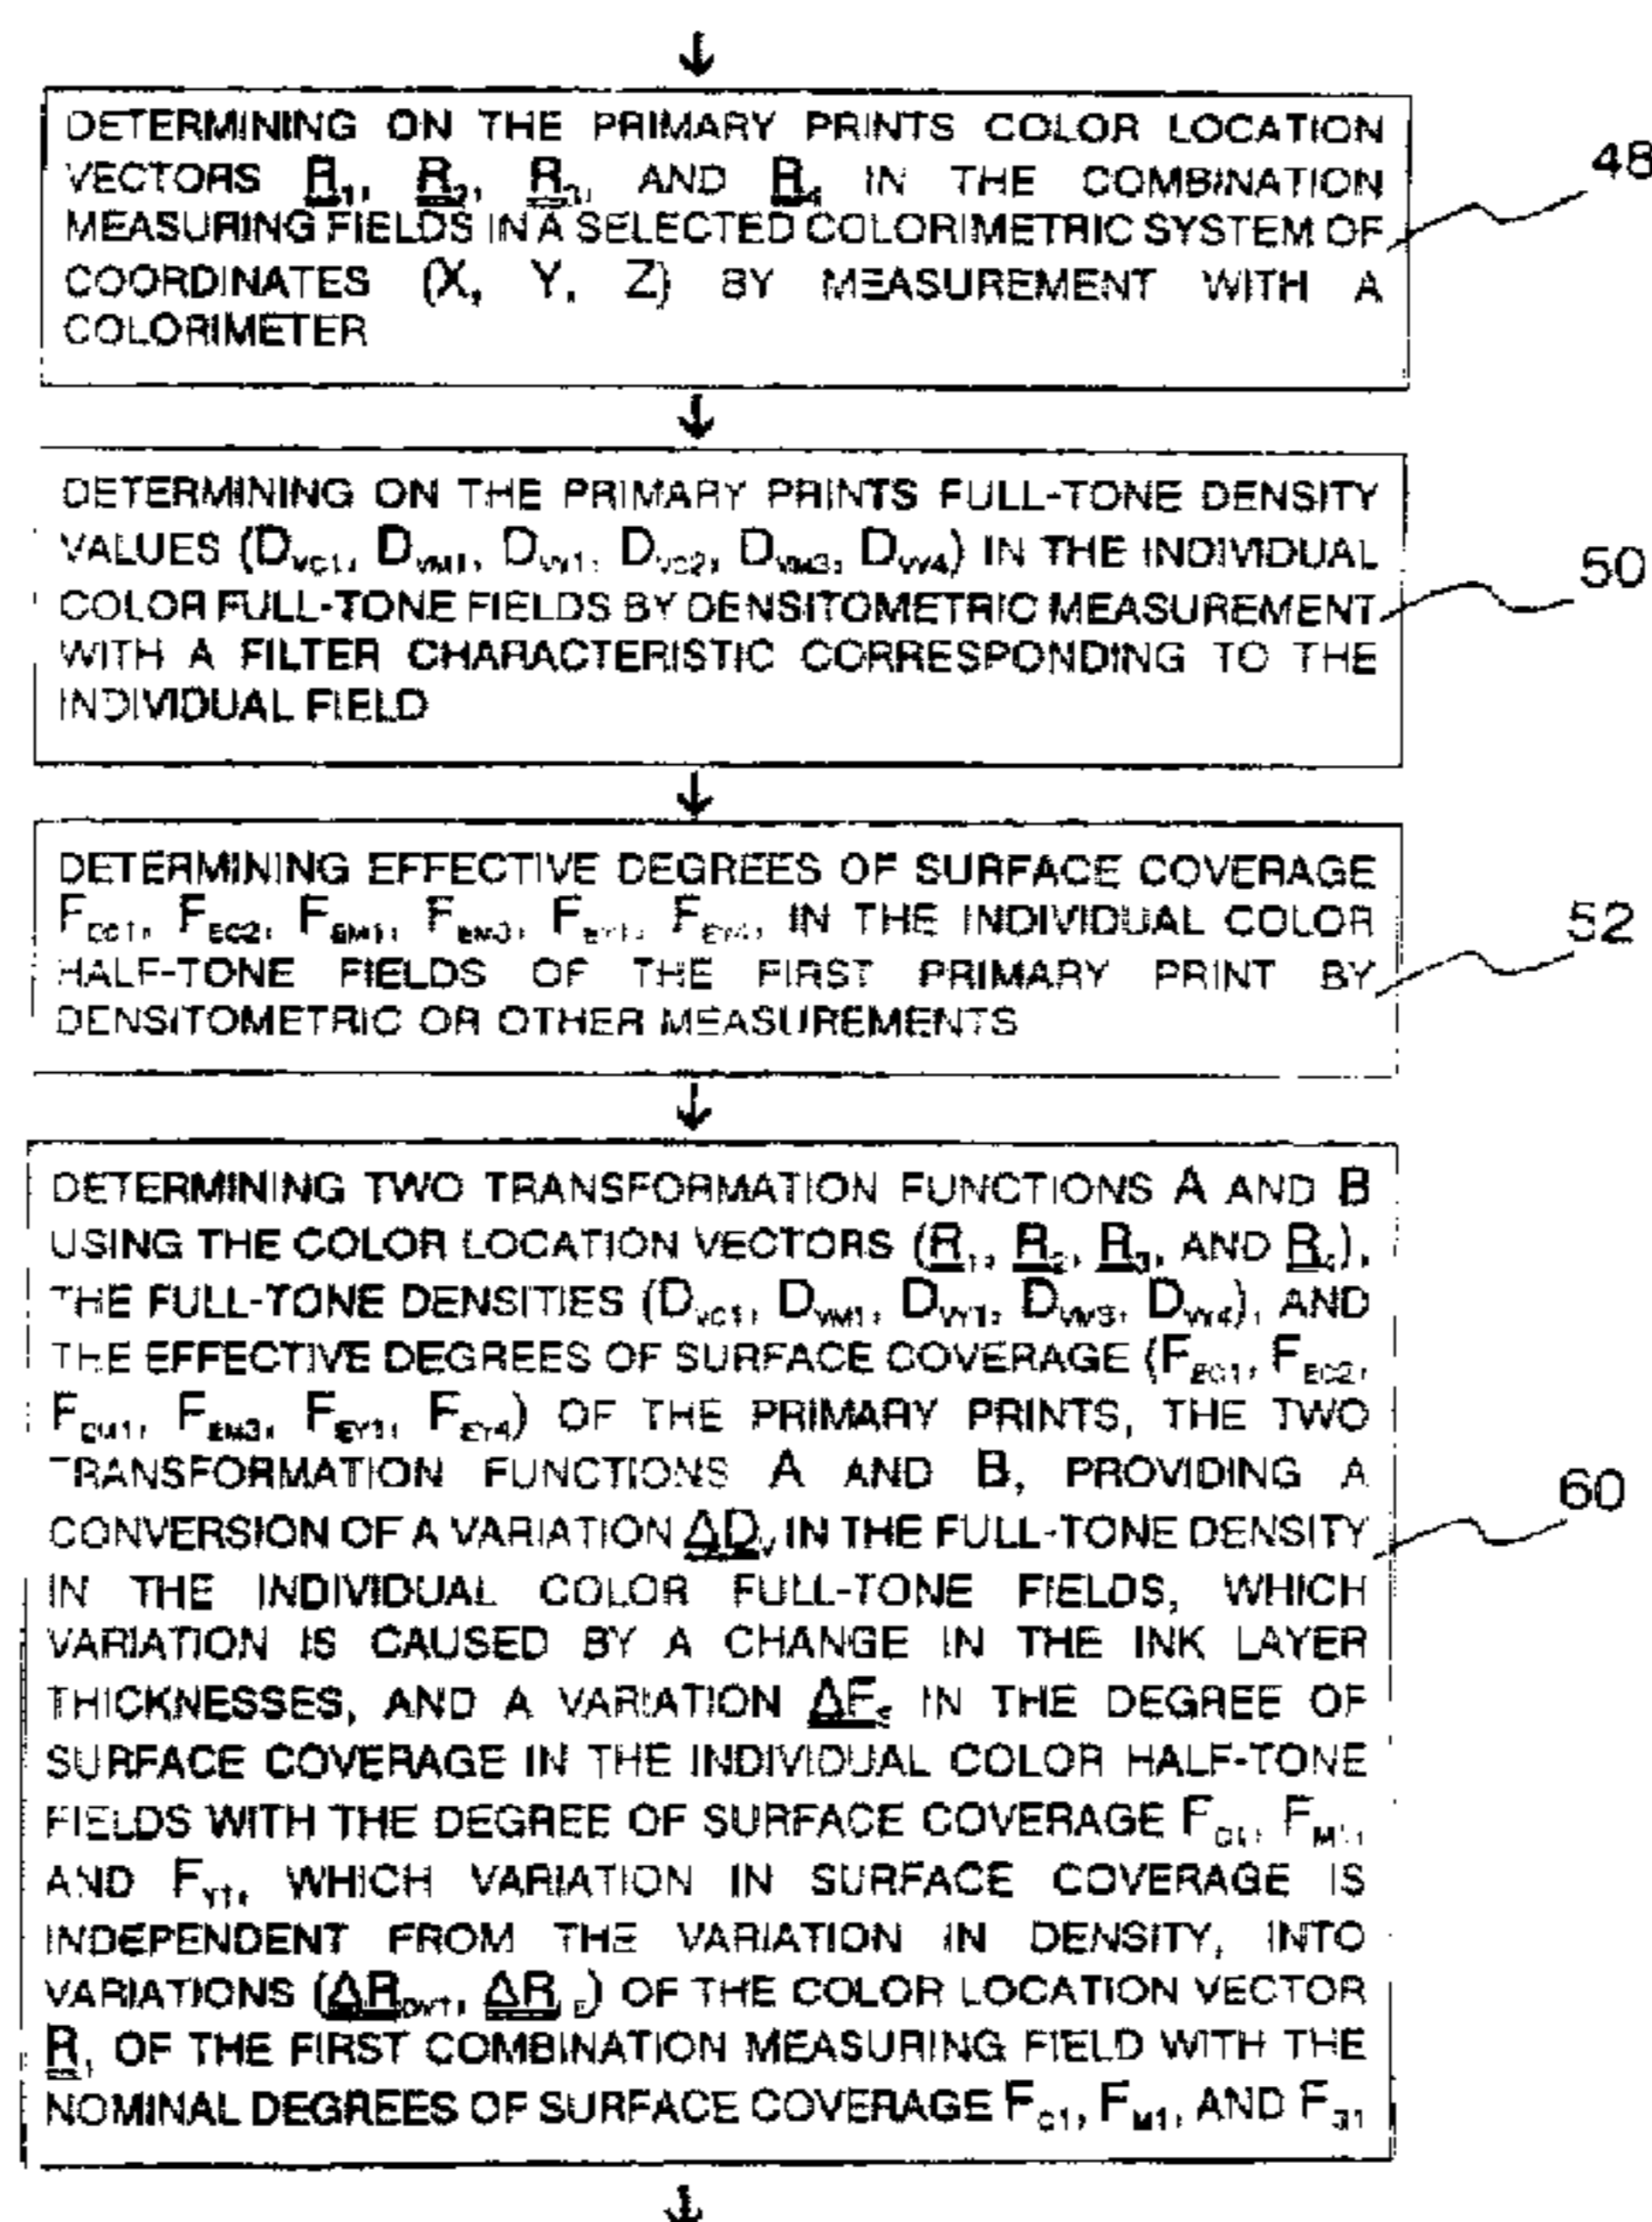 DETERMINING ON THE PRIMARY PRINTS COLOR LOCATION
VECTORS R1, R2, R3, AND R4 IN THE COMBINATION
MEASURING FIELDS IN A SELECTED COLORIMETRIC SYSTEM OF
COORDINATES (X, Y, Z) BY MEASUREMENT WITH A
COLORIMETER
48
DETERMINING ON THE PRIMARY PRINTS FULL-TONE DENSITY
VALUES (DVC1, DVM1, DVY1, DVC2, DVM3, DVY4) IN THE INDIVIDUAL
COLOR FULL-TONE FIELDS BY DENSITOMETRIC MEASUREMENT
WITH A FILTER CHARACTERISTIC CORRESPONDING TO THE
INDIVIDUAL FIELD
50
DETERMINING EFFECTIVE DEGREES OF SURFACE COVERAGE
FEC1, FEC2, FEM1, FEM3, FEY1, FEY4, IN THE INDIVIDUAL COLOR
HALF-TONE FIELDS OF THE FIRST PRIMARY PRINT BY
DENSITOMETRIC OR OTHER MEASUREMENTS
52
DETERMINING TWO TRANSFORMATION FUNCTIONS A AND B
USING THE COLOR LOCATION VECTORS (R1, R2, R3, AND R4),
THE FULL-TONE DENSITIES (DVC1, DVM1, DVY1, DVV3, DVY4), AND
THE EFFECTIVE DEGREES OF SURFACE COVERAGE (FEC1, FEC2,
FEM1, FEM3, FEY1, FEY4) OF THE PRIMARY PRINTS, THE TWO
TRANSFORMATION FUNCTIONS A AND B, PROVIDING A
CONVERSION OF A VARIATION ΔDV IN THE FULL-TONE DENSITY
IN THE INDIVIDUAL COLOR FULL-TONE FIELDS, WHICH
VARIATION IS CAUSED BY A CHANGE IN THE INK LAYER
THICKNESSES, AND A VARIATION ΔFE IN THE DEGREE OF
SURFACE COVERAGE IN THE INDIVIDUAL COLOR HALF-TONE
FIELDS WITH THE DEGREE OF SURFACE COVERAGE FC1, FM1,
AND FY1, WHICH VARIATION IN SURFACE COVERAGE IS
INDEPENDENT FROM THE VARIATION IN DENSITY, INTO
VARIATIONS OF THE COLOR LOCATION VECTOR
R1 OF THE FIRST COMBINATION MEASURING FIELD WITH THE
NOMINAL DEGREES OF SURFACE COVERAGE FC1, FM1, AND
60